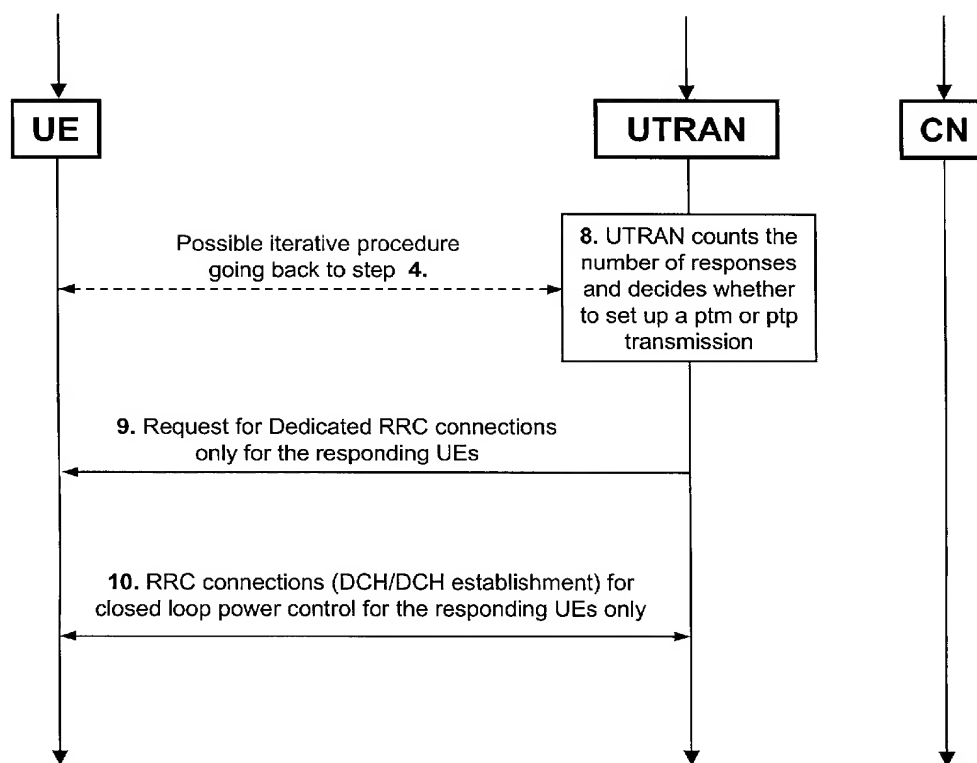 UE
UTRAN
CN
Possible iterative procedure
going back to step 4.
8. UTRAN counts the
number of responses
and decides whether
to set up a ptm or ptp
transmission
9. Request for Dedicated RRC connections
only for the responding UEs
10. RRC connections (DCH/DCH establishment) for
closed loop power control for the responding UEs only